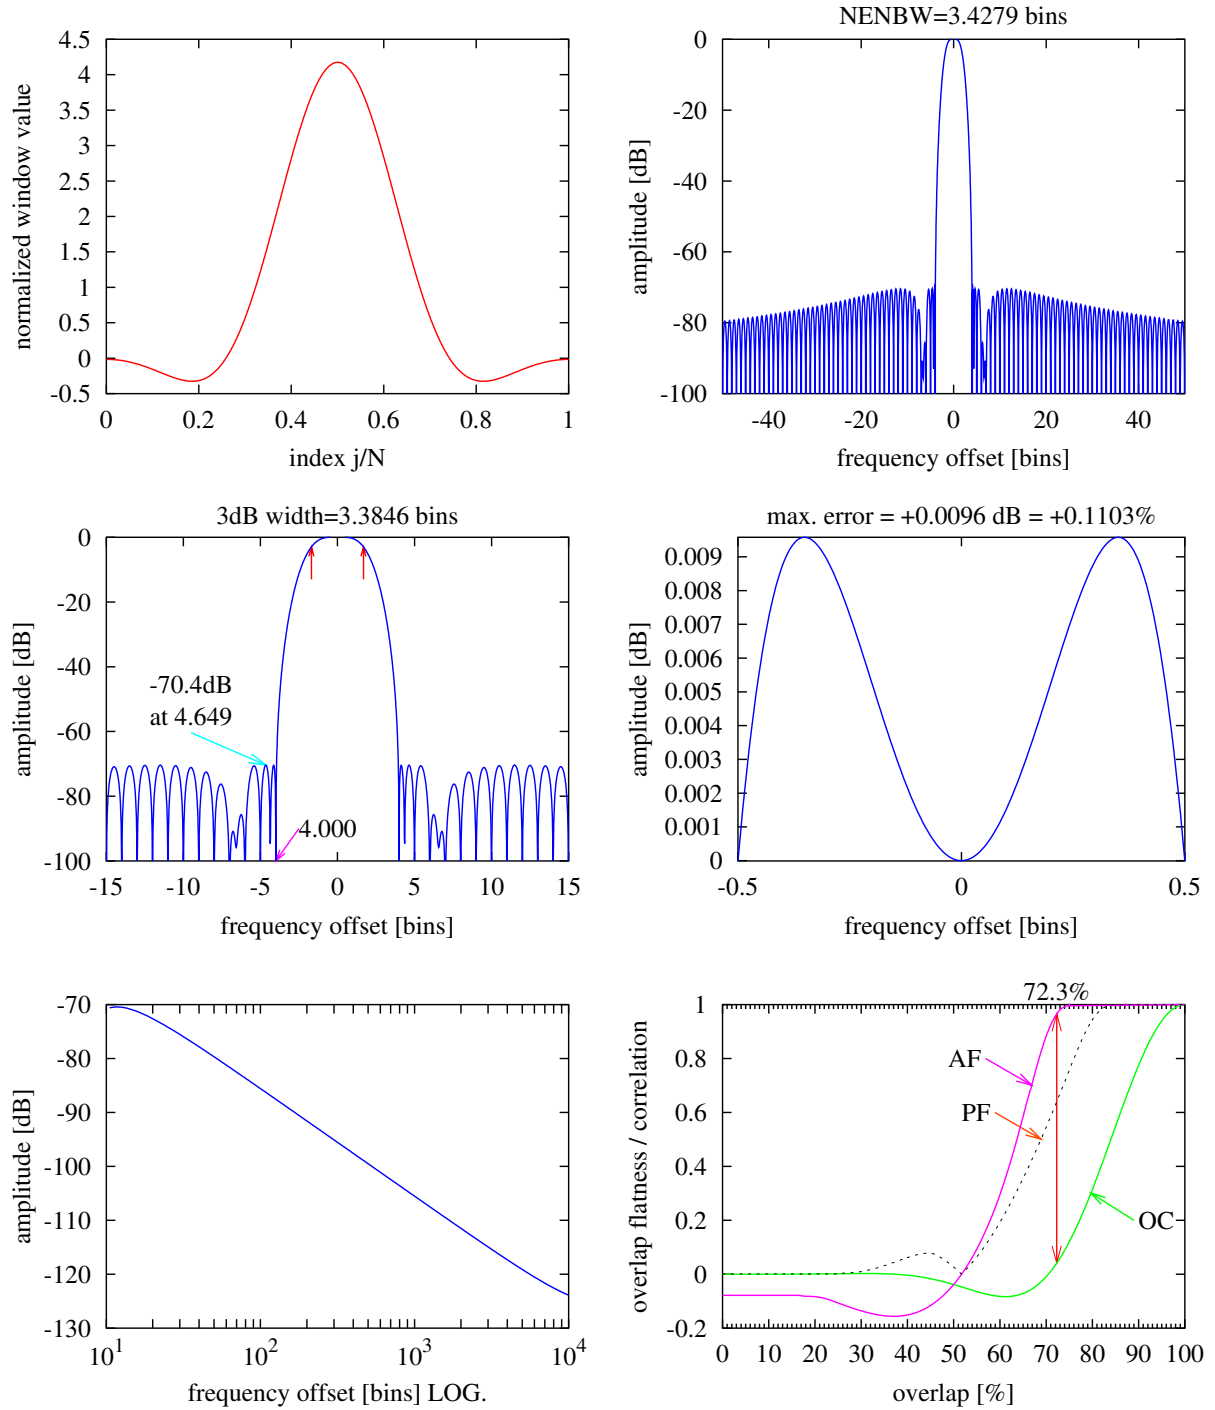 NENBW=3.4279 bins
normalized window value
4.5
4
3.5
3
2.5
2
1.5
1
0.5
0
-0.5
0 0.2 0.4 0.6 0.8 1
index j/N
amplitude [dB]
0
-20
-40
-60
-80
-100
-40 -20 0 20 40
frequency offset [bins]
3dB width=3.3846 bins
amplitude [dB]
0
-20
-40
-60
-80
-100
-70.4dB
at 4.649
4.000
-15 -10 -5 0 5 10 15
frequency offset [bins]
max. error = +0.0096 dB = +0.1103%
amplitude [dB]
0.009
0.008
0.007
0.006
0.005
0.004
0.003
0.002
0.001
0
-0.5 0 0.5
frequency offset [bins]
amplitude [dB]
-70
-80
-90
-100
-110
-120
-130
10¹ 10² 10³ 10⁴
frequency offset [bins] LOG.
72.3%
overlap flatness / correlation
1
0.8
0.6
0.4
0.2
0
-0.2
AF
PF
OC
0 10 20 30 40 50 60 70 80 90 100
overlap [%]